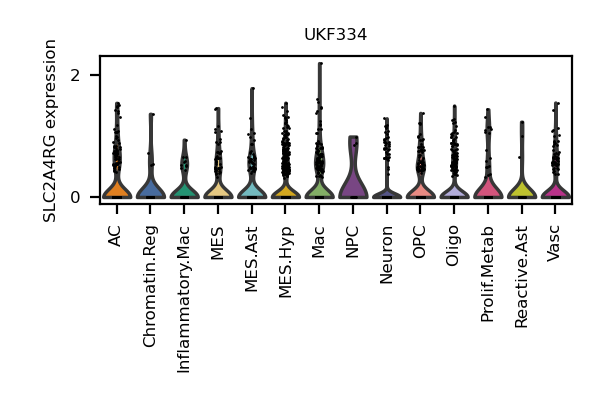 UKF334
SLC2A4RG expression
2
0
AC
Chromatin.Reg
Inflammatory.Mac
MES
MES.Ast
MES.Hyp
Mac
NPC
Neuron
OPC
Oligo
Prolif.Metab
Reactive.Ast
Vasc